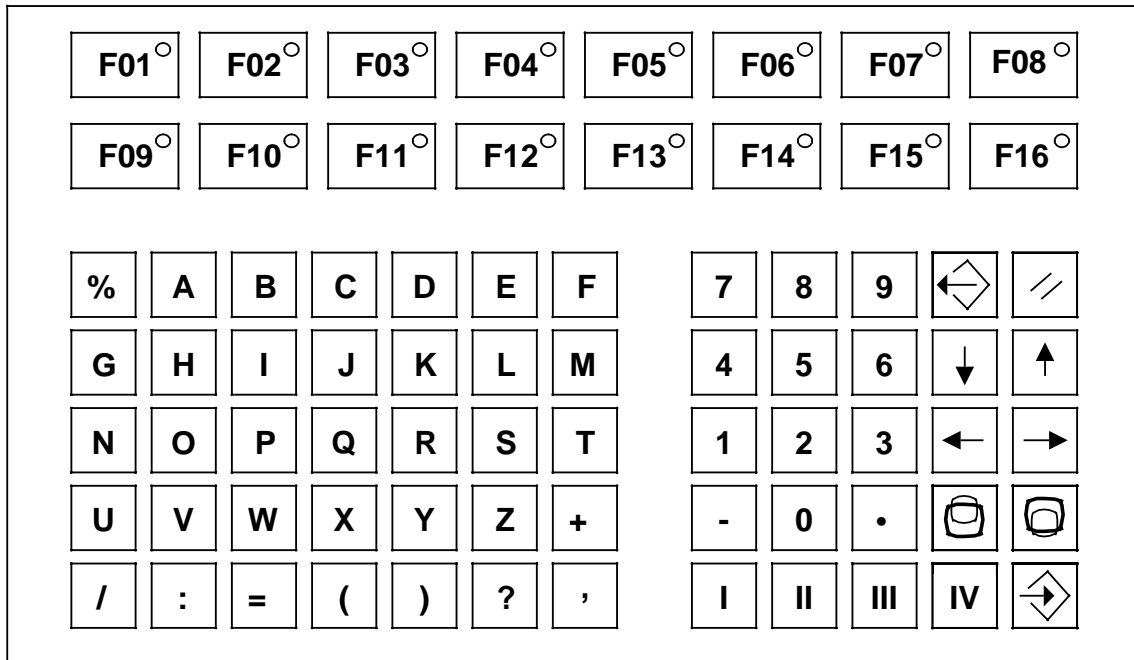 F01 F02 F03 F04 F05 F06 F07 F08
F09 F10 F11 F12 F13 F14 F15 F16
% A B C D E F 7 8 9
G H I J K L M 4 5 6
N O P Q R S T 1 2 3
U V W X Y Z + - 0 •
/ : = ( ) ? , I II III IV